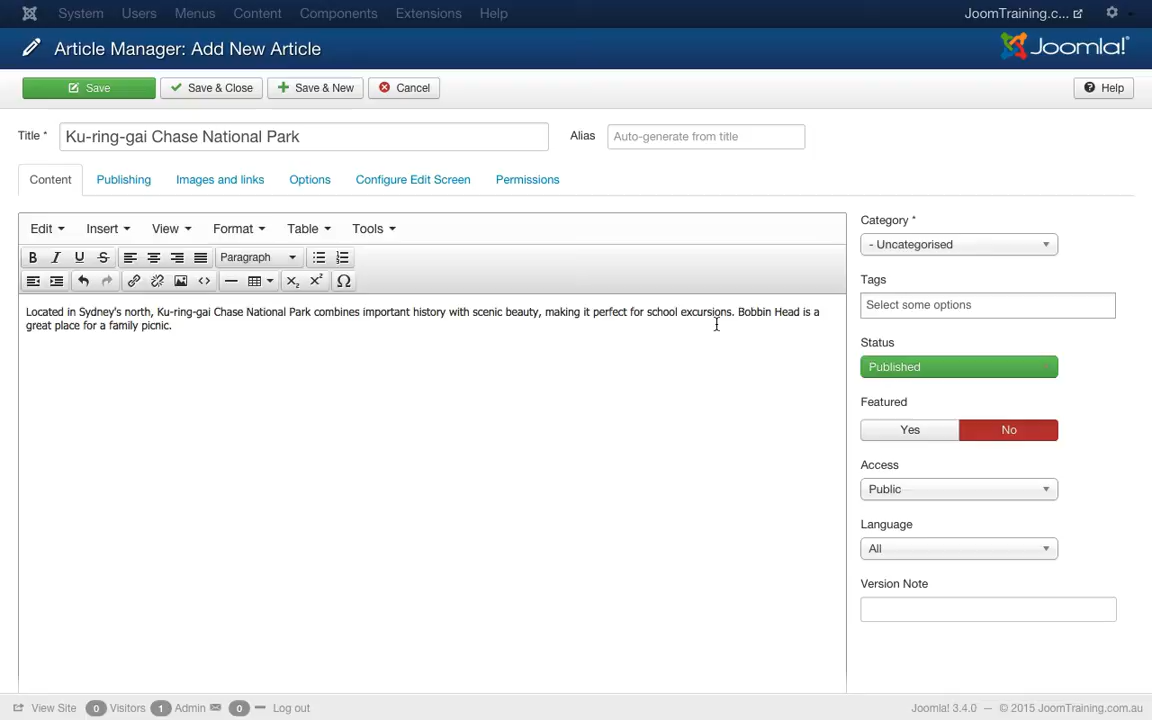 System Users Menus Content Components Extensions Help JoomTraining.c...
Article Manager: Add New Article Joomla!®
Save Save & Close Save & New Cancel Help
Title * Ku-ring-gai Chase National Park Alias Auto-generate from title
Content Publishing Images and links Options Configure Edit Screen Permissions
Edit Insert View Format Table Tools
B I U S Paragraph
X₂ X² Ω
Located in Sydney's north, Ku-ring-gai Chase National Park combines important history with scenic beauty, making it perfect for school excursions. Bobbin Head is a
great place for a family picnic.
Category *
- Uncategorised
Tags
Select some options
Status
Published
Featured
Yes No
Access
Public
Language
All
Version Note
View Site 0 Visitors 1 Admin 0 Log out Joomla! 3.4.0 — © 2015 JoomTraining.com.au